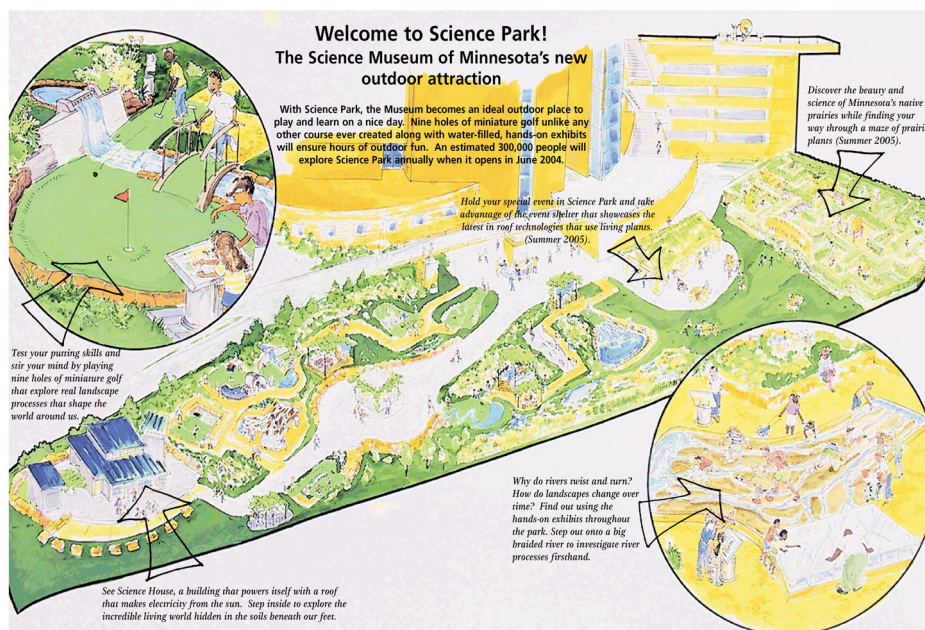 Welcome to Science Park!
The Science Museum of Minnesota's new
outdoor attraction
With Science Park, the Museum becomes an ideal outdoor place to
play and learn on a nice day. Nine holes of miniature golf unlike any
other course ever created along with water-filled, hands-on exhibits
will ensure hours of outdoor fun. An estimated 300,000 people will
explore Science Park annually when it opens in June 2004.
Discover the beauty and
science of Minnesota's native
prairies while finding your
way through a maze of prairi
plants (Summer 2005).
Hold your special event in Science Park and take
advantage of the event shelter that showcases the
latest in roof technologies that use living plants.
(Summer 2005).
Test your putting skills and
stir your mind by playing
nine holes of miniature golf
that explore real landscape
processes that shape the
world around us.
Why do rivers twist and turn?
How do landscapes change over
time? Find out using the
hands-on exhibits throughout
the park. Step out onto a big
braided river to investigate river
processes firsthand.
See Science House, a building that powers itself with a roof
that makes electricity from the sun. Step inside to explore the
incredible living world hidden in the soils beneath our feet.